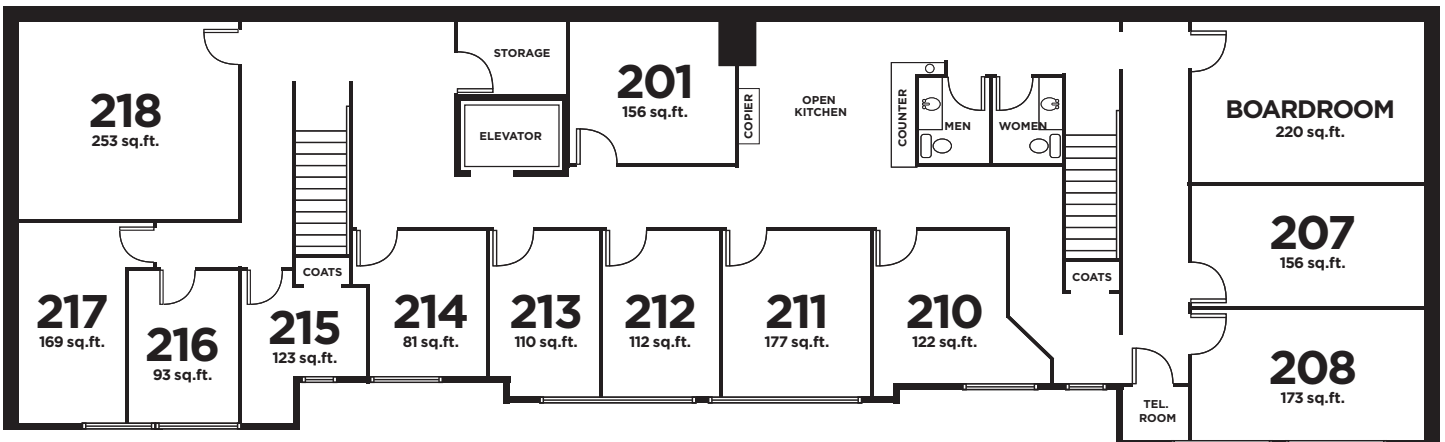 218
253 sq.ft.
STORAGE
ELEVATOR
201
156 sq.ft.
COPIER
OPEN
KITCHEN
COUNTER
MEN
WOMEN
BOARDROOM
220 sq.ft.
207
156 sq.ft.
COATS
COATS
217
169 sq.ft.
216
93 sq.ft.
215
123 sq.ft.
214
81 sq.ft.
213
110 sq.ft.
212
112 sq.ft.
211
177 sq.ft.
210
122 sq.ft.
208
173 sq.ft.
TEL.
ROOM